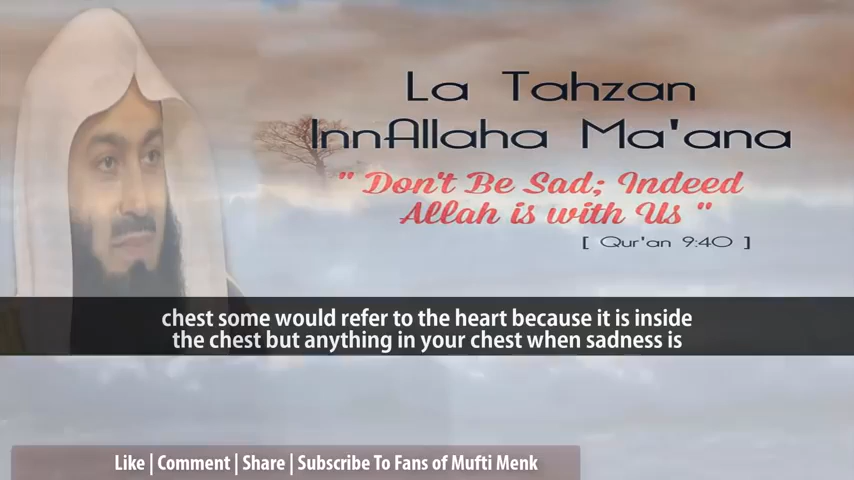 La Tahzan
InnAllaha Ma'ana
" Don't Be Sad; Indeed
Allah is with Us "
[ Qur'an 9:40 ]
chest some would refer to the heart because it is inside
the chest but anything in your chest when sadness is
Like | Comment | Share | Subscribe To Fans of Mufti Menk